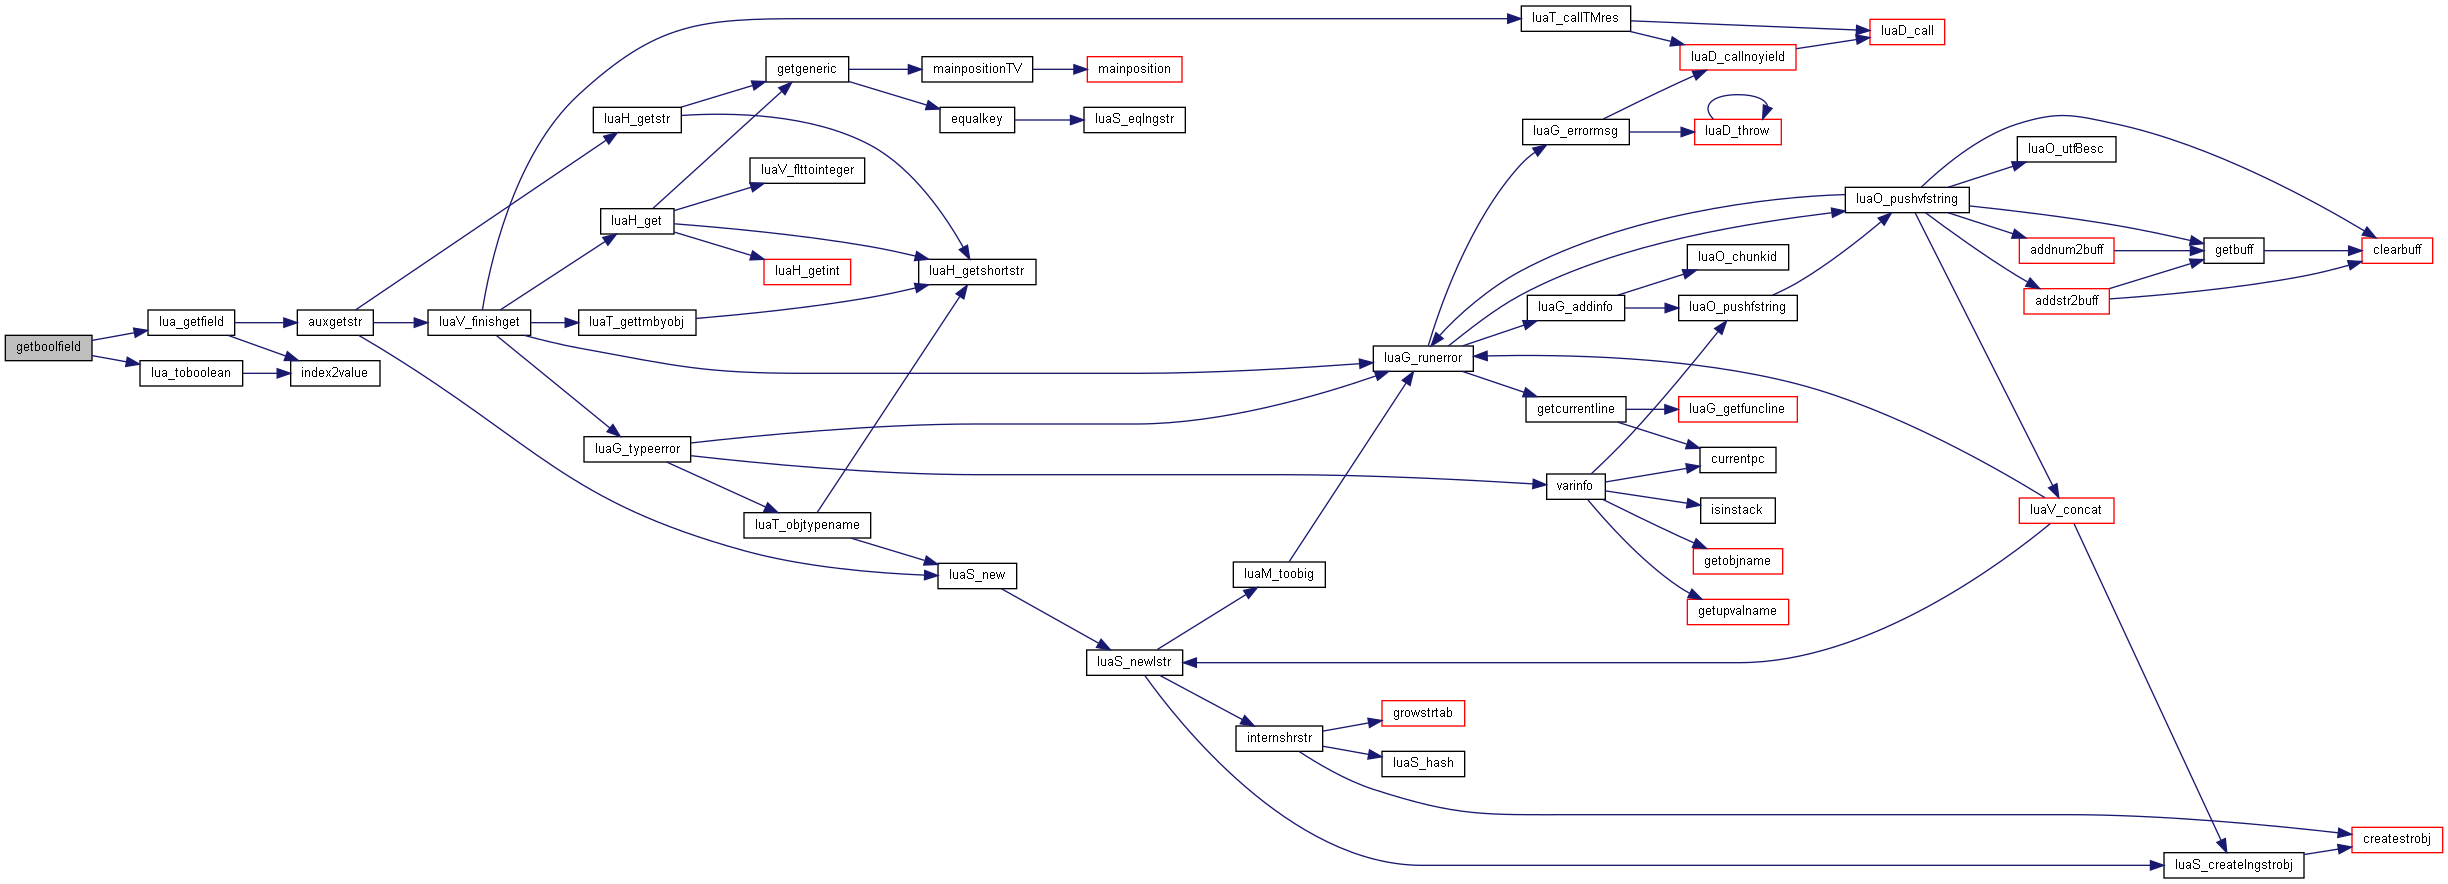 luaT_callTMres
luaD_call
luaD_callnoyield
getgeneric
mainpositionTV
mainposition
luaH_getstr
equalkey
luaS_eqlngstr
luaG_errormsg
luaD_throw
luaO_utf8esc
luaV_flttointeger
luaH_get
luaO_pushvfstring
luaH_getint
luaH_getshortstr
luaO_chunkid
addnum2buff
getbuff
clearbuff
addstr2buff
luaG_addinfo
luaO_pushfstring
lua_getfield
auxgetstr
luaV_finishget
luaT_gettmbyobj
getboolfield
lua_toboolean
index2value
luaG_runerror
getcurrentline
luaG_getfuncline
luaG_typeerror
currentpc
varinfo
isinstack
luaV_concat
luaT_objtypename
getobjname
luaS_new
luaM_toobig
getupvalname
luaS_newlstr
growstrtab
internshrstr
luaS_hash
createstrobj
luaS_createlngstrobj